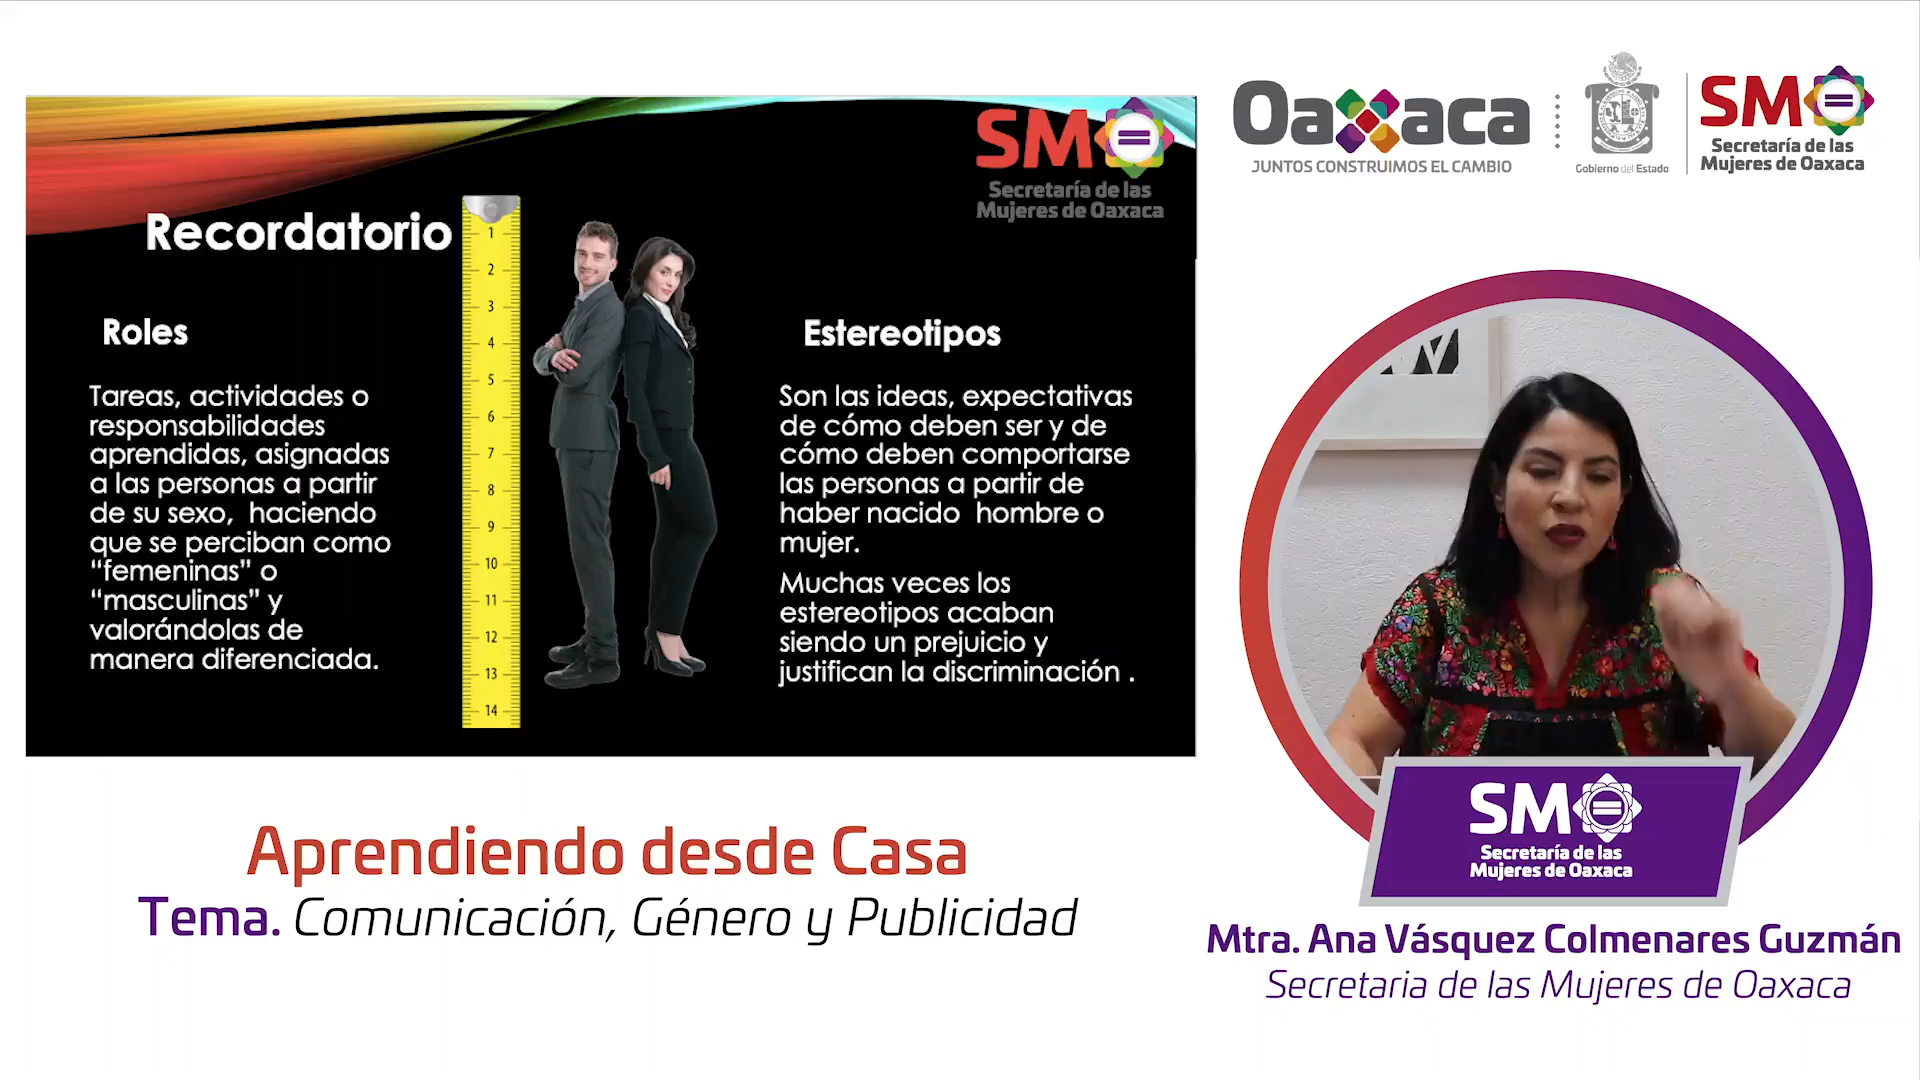 SM
Secretaría de las
Mujeres de Oaxaca
Recordatorio
Roles
Tareas, actividades o
responsabilidades
aprendidas, asignadas
a las personas a partir
de su sexo, haciendo
que se perciban como
“femeninas” o
“masculinas” y
valorándolas de
manera diferenciada.
1
2
3
4
5
6
7
8
9
10
11
12
13
14
Estereotipos
Son las ideas, expectativas
de cómo deben ser y de
cómo deben comportarse
las personas a partir de
haber nacido hombre o
mujer.
Muchas veces los
estereotipos acaban
siendo un prejuicio y
justifican la discriminación .
Oaxaca
JUNTOS CONSTRUIMOS EL CAMBIO
Gobierno del Estado
SM
Secretaría de las
Mujeres de Oaxaca
SM
Secretaría de las
Mujeres de Oaxaca
Mtra. Ana Vásquez Colmenares Guzmán
Secretaria de las Mujeres de Oaxaca
Aprendiendo desde Casa
Tema. Comunicación, Género y Publicidad